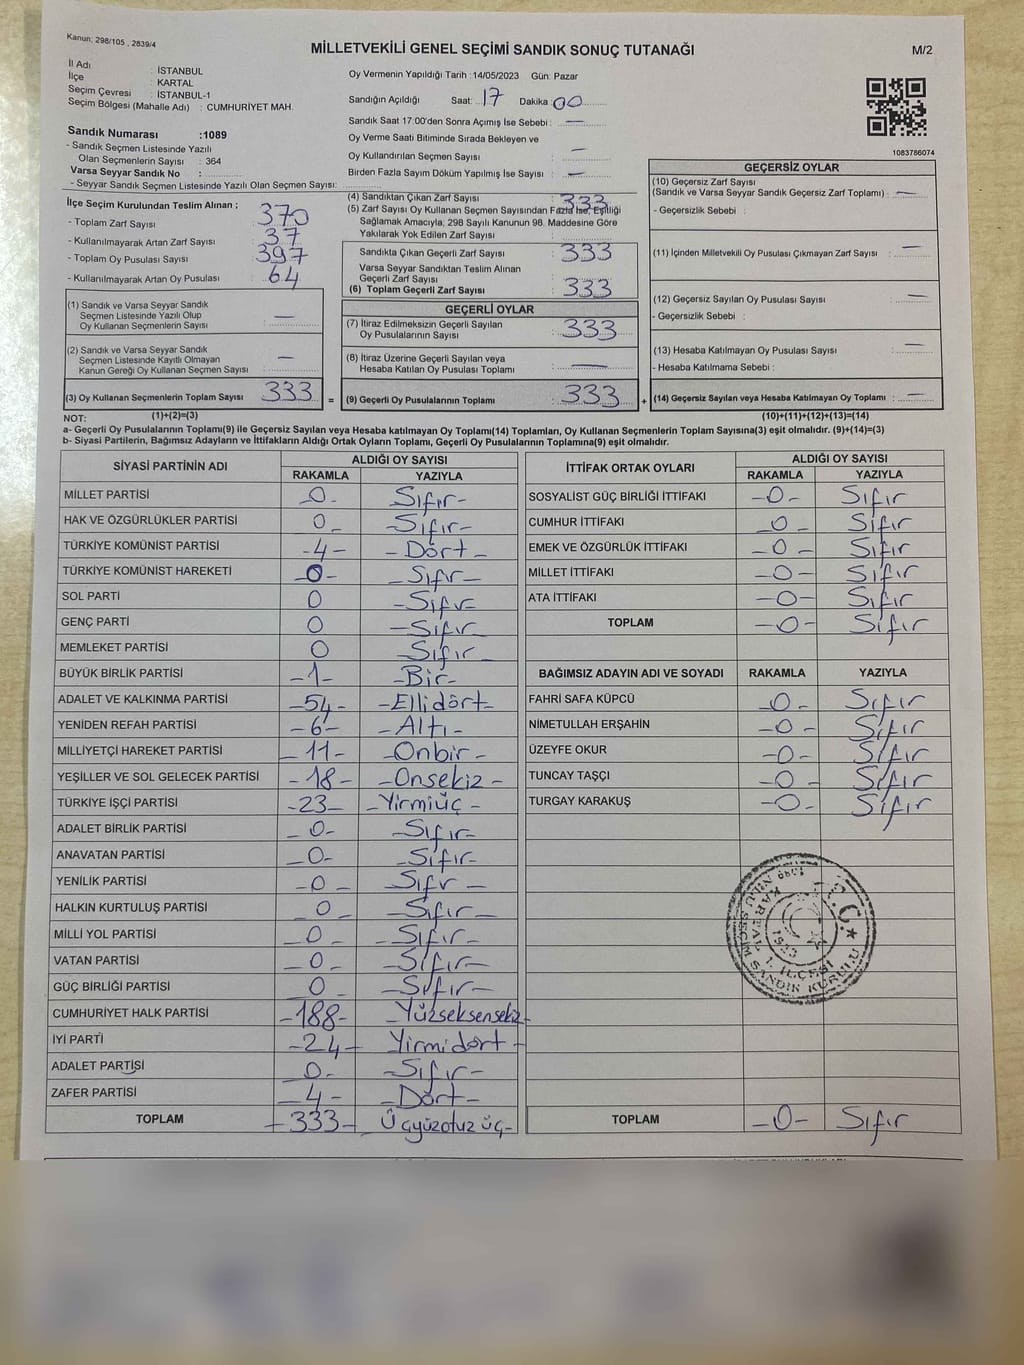 Kanun; 298/105 , 2839/4
MİLLETVEKİLİ GENEL SEÇİMİ SANDIK SONUÇ TUTANAĞI
M/2
İl Adı : İSTANBUL
İlçe : KARTAL
Seçim Çevresi : İSTANBUL-1
Seçim Bölgesi (Mahalle Adı) : CUMHURİYET MAH.
Sandık Numarası :1089
- Sandık Seçmen Listesinde Yazılı
Olan Seçmenlerin Sayısı : 364
Varsa Seyyar Sandık No :
- Seyyar Sandık Seçmen Listesinde Yazılı Olan Seçmen Sayısı:
Oy Vermenin Yapıldığı Tarih :14/05/2023 Gün: Pazar
Sandığın Açıldığı Saat: 17 Dakika: 00
Sandık Saat 17:00'den Sonra Açımış İse Sebebi : —
Oy Verme Saati Bitiminde Sırada Bekleyen ve
Oy Kullandırılan Seçmen Sayısı : —
Birden Fazla Sayım Döküm Yapılmış İse Sayısı : —
1083786074
İlçe Seçim Kurulundan Teslim Alınan :
- Toplam Zarf Sayısı : 370
- Kullanılmayarak Artan Zarf Sayısı : 37
- Toplam Oy Pusulası Sayısı : 397
- Kullanılmayarak Artan Oy Pusulası : 64
(1) Sandık ve Varsa Seyyar Sandık
Seçmen Listesinde Yazılı Olup
Oy Kullanan Seçmenlerin Sayısı : —
(2) Sandık ve Varsa Seyyar Sandık
Seçmen Listesinde Kayıtlı Olmayan
Kanun Gereği Oy Kullanan Seçmen Sayısı : —
(3) Oy Kullanan Seçmenlerin Toplam Sayısı : 333 =
(4) Sandıktan Çıkan Zarf Sayısı : 333
(5) Zarf Sayısı Oy Kullanan Seçmen Sayısından Fazla İse, Eşitliği
Sağlamak Amacıyla; 298 Sayılı Kanunun 98. Maddesine Göre
Yakılarak Yok Edilen Zarf Sayısı :
Sandıkta Çıkan Geçerli Zarf Sayısı : 333
Varsa Seyyar Sandıktan Teslim Alınan
Geçerli Zarf Sayısı :
(6) Toplam Geçerli Zarf Sayısı : 333
GEÇERLİ OYLAR
(7) İtiraz Edilmeksizin Geçerli Sayılan
Oy Pusulalarının Sayısı : 333
(8) İtiraz Üzerine Geçerli Sayılan veya
Hesaba Katılan Oy Pusulası Toplamı : —
(9) Geçerli Oy Pusulalarının Toplamı : 333 +
GEÇERSİZ OYLAR
(10) Geçersiz Zarf Sayısı
(Sandık ve Varsa Seyyar Sandık Geçersiz Zarf Toplamı) : —
- Geçersizlik Sebebi :
(11) İçinden Milletvekili Oy Pusulası Çıkmayan Zarf Sayısı : —
(12) Geçersiz Sayılan Oy Pusulası Sayısı : —
- Geçersizlik Sebebi :
(13) Hesaba Katılmayan Oy Pusulası Sayısı : —
- Hesaba Katılmama Sebebi :
(14) Geçersiz Sayılan veya Hesaba Katılmayan Oy Toplamı : —
NOT: (1)+(2)=(3) (10)+(11)+(12)+(13)=(14)
a- Geçerli Oy Pusulalarının Toplamı(9) ile Geçersiz Sayılan veya Hesaba katılmayan Oy Toplamı(14) Toplamları, Oy Kullanan Seçmenlerin Toplam Sayısına(3) eşit olmalıdır. (9)+(14)=(3)
b- Siyasi Partilerin, Bağımsız Adayların ve İttifakların Aldığı Ortak Oyların Toplamı, Geçerli Oy Pusulalarının Toplamına(9) eşit olmalıdır.
SİYASİ PARTİNİN ADI ALDIĞI OY SAYISI
RAKAMLA YAZIYLA
MİLLET PARTİSİ 0- Sıfır-
HAK VE ÖZGÜRLÜKLER PARTİSİ 0- -Sıfır-
TÜRKİYE KOMÜNİST PARTİSİ -4- -Dört-
TÜRKİYE KOMÜNİST HAREKETİ -0- -Sıfır-
SOL PARTİ 0 -Sıfır
GENÇ PARTİ 0 -Sıfır-
MEMLEKET PARTİSİ 0 Sıfır-
BÜYÜK BİRLİK PARTİSİ -1- -Bir-
ADALET VE KALKINMA PARTİSİ -54- -Ellidört-
YENİDEN REFAH PARTİSİ -6- -Altı-
MİLLİYETÇİ HAREKET PARTİSİ -11- -Onbir-
YEŞİLLER VE SOL GELECEK PARTİSİ -18- -Onsekiz-
TÜRKİYE İŞÇİ PARTİSİ -23- -Yirmiüç-
ADALET BİRLİK PARTİSİ -0- -Sıfır-
ANAVATAN PARTİSİ -0- -Sıfır-
YENİLİK PARTİSİ -0- -Sıfır-
HALKIN KURTULUŞ PARTİSİ -0- -Sıfır-
MİLLİ YOL PARTİSİ -0- -Sıfır-
VATAN PARTİSİ -0- -Sıfır-
GÜÇ BİRLİĞİ PARTİSİ 0- -Sıfır-
CUMHURİYET HALK PARTİSİ -188- -Yüzseksensekiz-
İYİ PARTİ -24- Yirmidört-
ADALET PARTİSİ 0- -Sıfır-
ZAFER PARTİSİ -4- -Dört-
TOPLAM -333- -Üçyüzotuz üç-
İTTİFAK ORTAK OYLARI ALDIĞI OY SAYISI
RAKAMLA YAZIYLA
SOSYALİST GÜÇ BİRLİĞİ İTTİFAKI -0- Sıfır
CUMHUR İTTİFAKI -0- Sıfır
EMEK VE ÖZGÜRLÜK İTTİFAKI -0- Sıfır
MİLLET İTTİFAKI -0- Sıfır
ATA İTTİFAKI -0- Sıfır
TOPLAM -0- Sıfır
BAĞIMSIZ ADAYIN ADI VE SOYADI RAKAMLA YAZIYLA
FAHRİ SAFA KÜPCÜ -0- Sıfır
NİMETULLAH ERŞAHİN -0- Sıfır
ÜZEYFE OKUR -0- Sıfır
TUNCAY TAŞÇI -0- Sıfır
TURGAY KARAKUŞ -0- Sıfır
T.C.
KARTAL 1. İLÇESİ
1089 NOLU SEÇİM SANDIK KURULU
TOPLAM -0- Sıfır